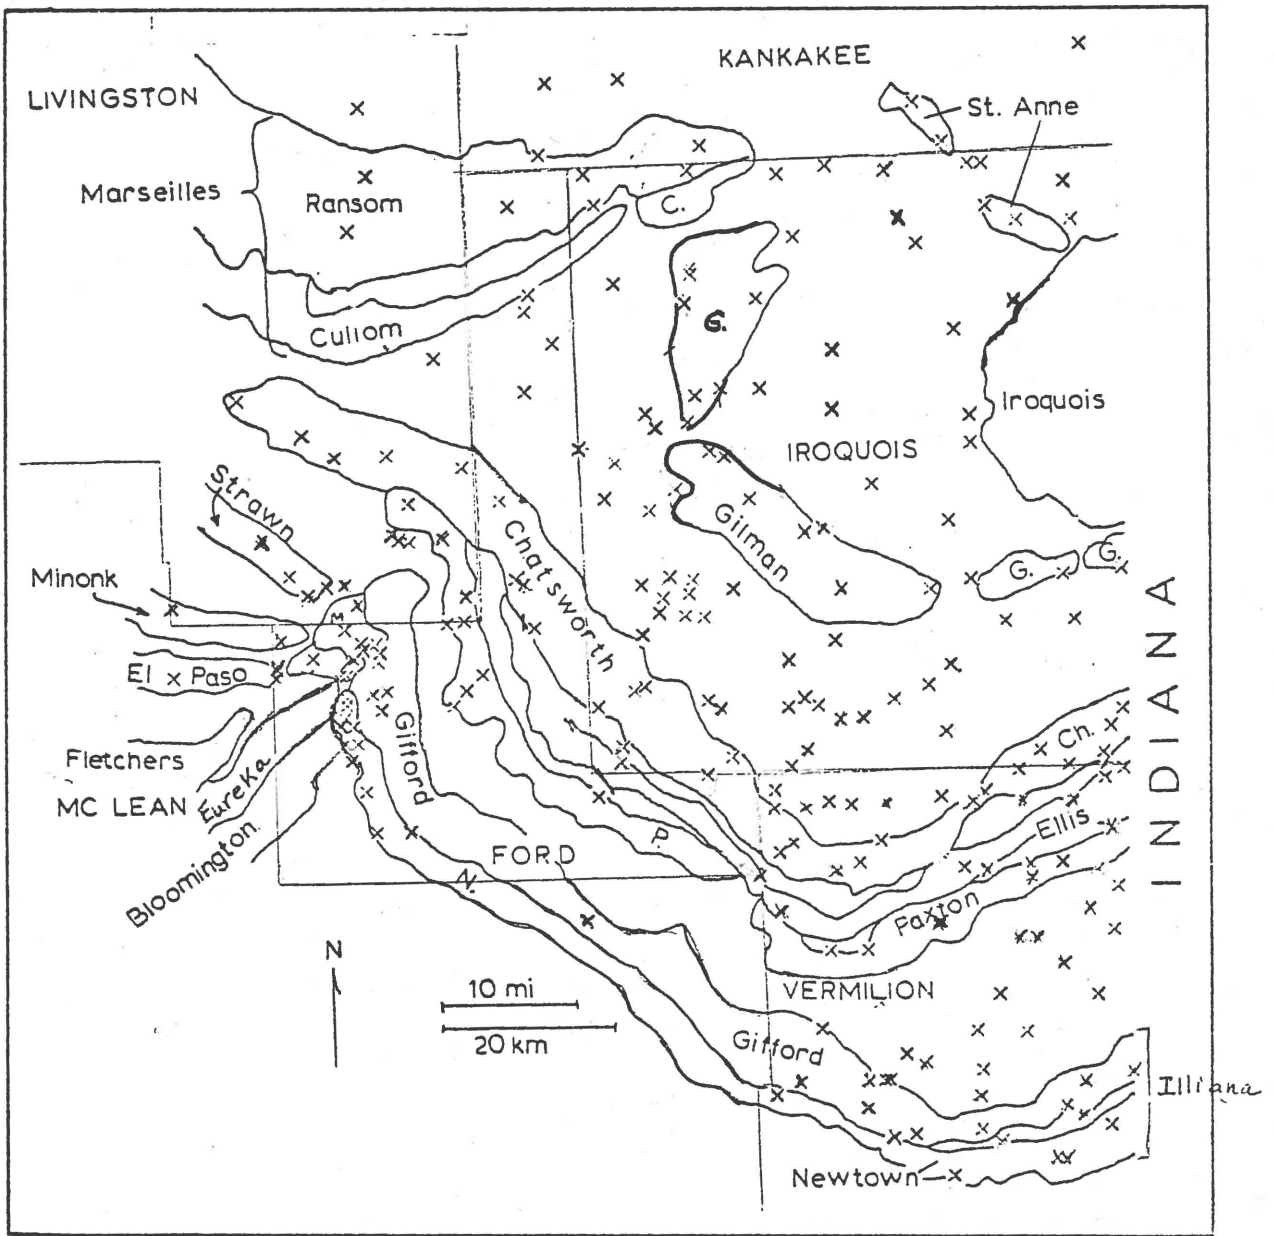 KANKAKEE
LIVINGSTON
St. Anne
Marseilles
Ransom
C.
Cullom
G.
Iroquois
IROQUOIS
Strawn
Gilman
Chatsworth
Minonk
G.
G.
M
El Paso
Gifford
Fletchers
Eureka
MC LEAN
Bloomington
Ch.
Ellis
P.
FORD
N.
Paxton
INDIANA
N
10 mi
20 km
VERMILION
Gifford
Illiana
Newtown